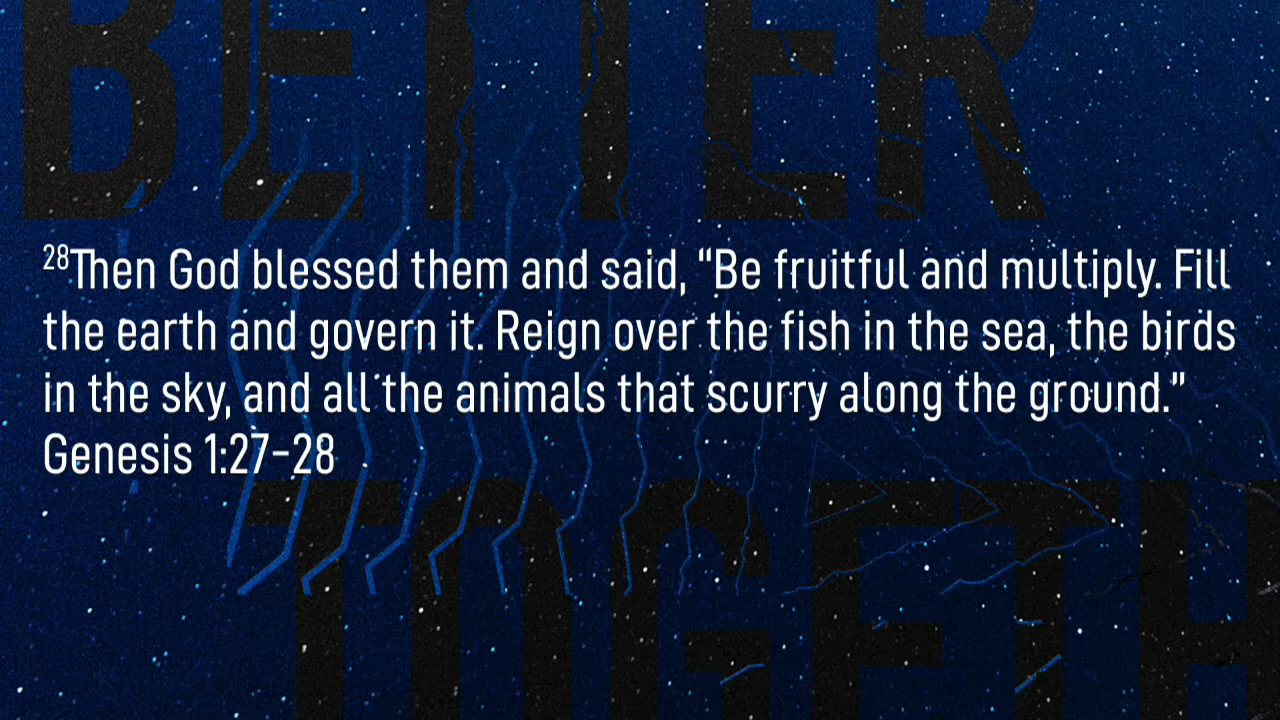 BETTER
28Then God blessed them and said, “Be fruitful and multiply. Fill
the earth and govern it. Reign over the fish in the sea, the birds
in the sky, and all the animals that scurry along the ground.”
Genesis 1:27-28
TOGETH